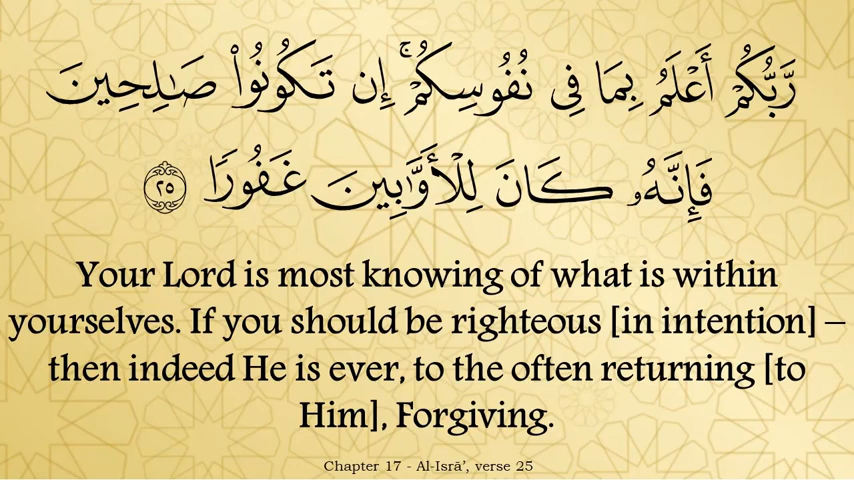 رَّبُّكُمْ أَعْلَمُ بِمَا فِى نُفُوسِكُمْ ۚ إِن تَكُونُوا۟ صَـٰلِحِينَ
فَإِنَّهُۥ كَانَ لِلْأَوَّٰبِينَ غَفُورًا ٢٥
Your Lord is most knowing of what is within
yourselves. If you should be righteous [in intention] –
then indeed He is ever, to the often returning [to
Him], Forgiving.
Chapter 17 - Al-Isrā’, verse 25